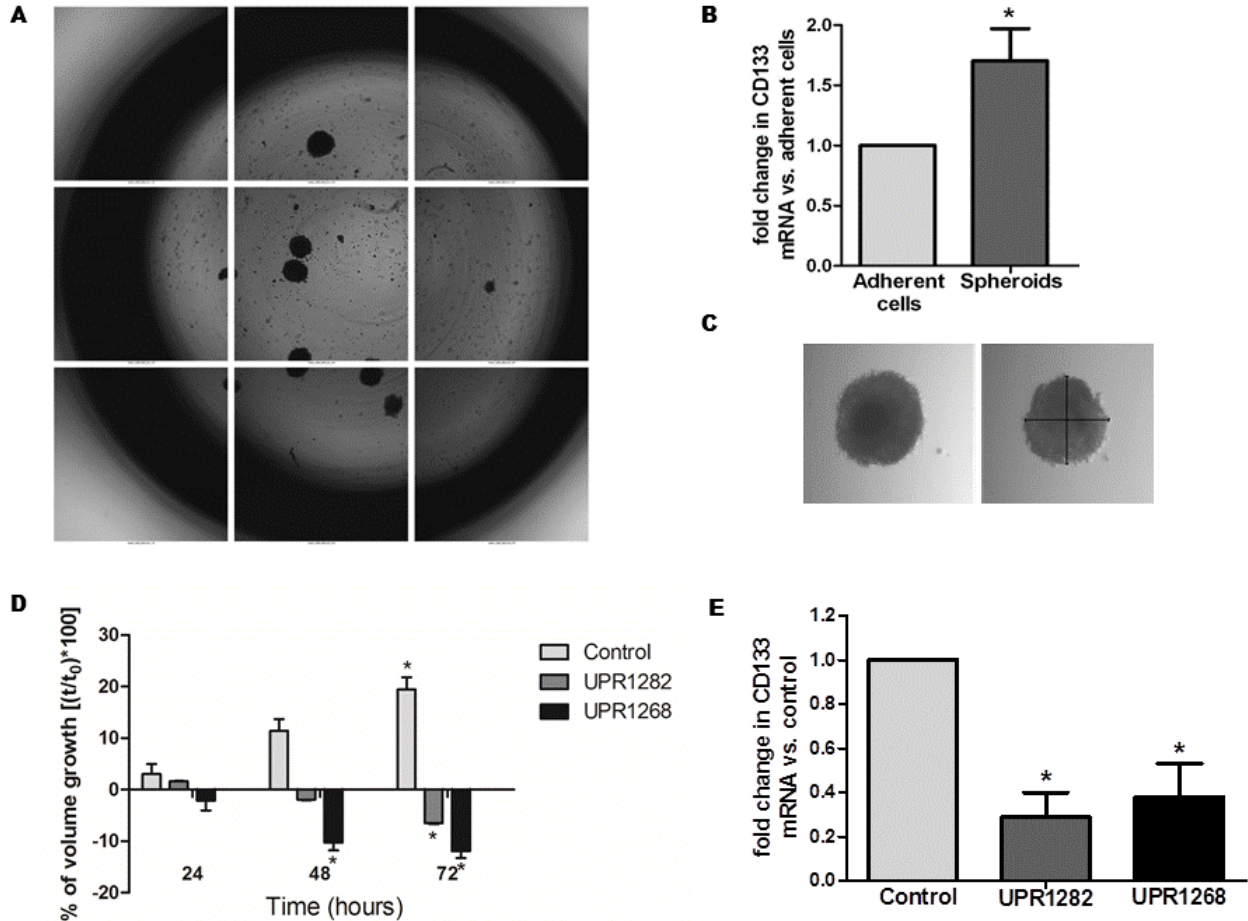 A
B
fold change in CD133
mRNA vs. adherent cells
2.0
1.5
1.0
0.5
0.0
*
Adherent
cells
Spheroids
C
D
% of volume growth [(t/t₀)*100]
30
20
10
0
-10
-20
*
*
*
*
24
48
72
Time (hours)
Control
UPR1282
UPR1268
E
fold change in CD133
mRNA vs. control
1.2
1.0
0.8
0.6
0.4
0.2
0.0
*
*
Control
UPR1282
UPR1268